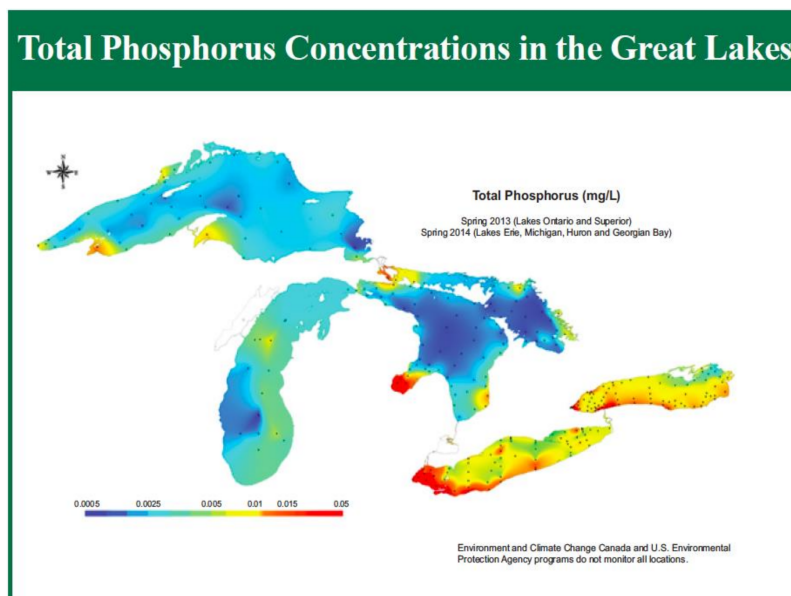 Total Phosphorus Concentrations in the Great Lakes
N
Total Phosphorus (mg/L)
Spring 2013 (Lakes Ontario and Superior)
Spring 2014 (Lakes Erie, Michigan, Huron and Georgian Bay)
0.0005 0.0025 0.005 0.01 0.015 0.05
Environment and Climate Change Canada and U.S. Environmental
Protection Agency programs do not monitor all locations.